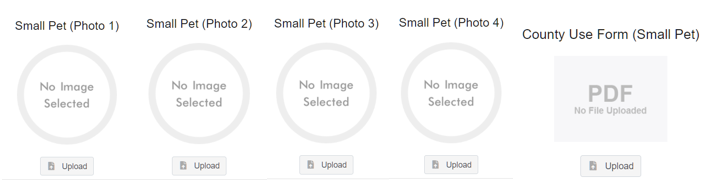 Small Pet (Photo 1)
No Image
Selected
Upload
Small Pet (Photo 2)
No Image
Selected
Upload
Small Pet (Photo 3)
No Image
Selected
Upload
Small Pet (Photo 4)
No Image
Selected
Upload
County Use Form (Small Pet)
PDF
No File Uploaded
Upload